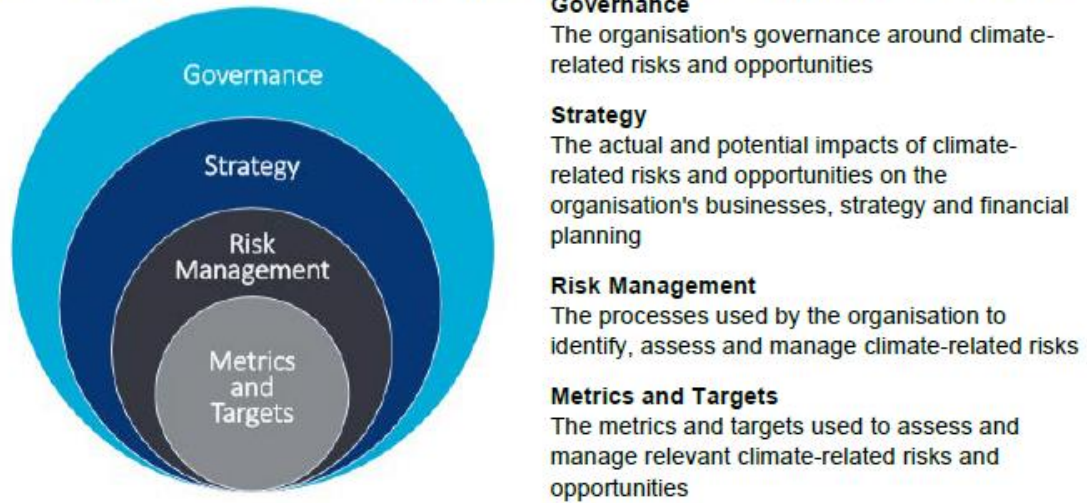 Governance
Strategy
Risk
Management
Metrics
and
Targets
Governance
The organisation's governance around climate-
related risks and opportunities
Strategy
The actual and potential impacts of climate-
related risks and opportunities on the
organisation's businesses, strategy and financial
planning
Risk Management
The processes used by the organisation to
identify, assess and manage climate-related risks
Metrics and Targets
The metrics and targets used to assess and
manage relevant climate-related risks and
opportunities